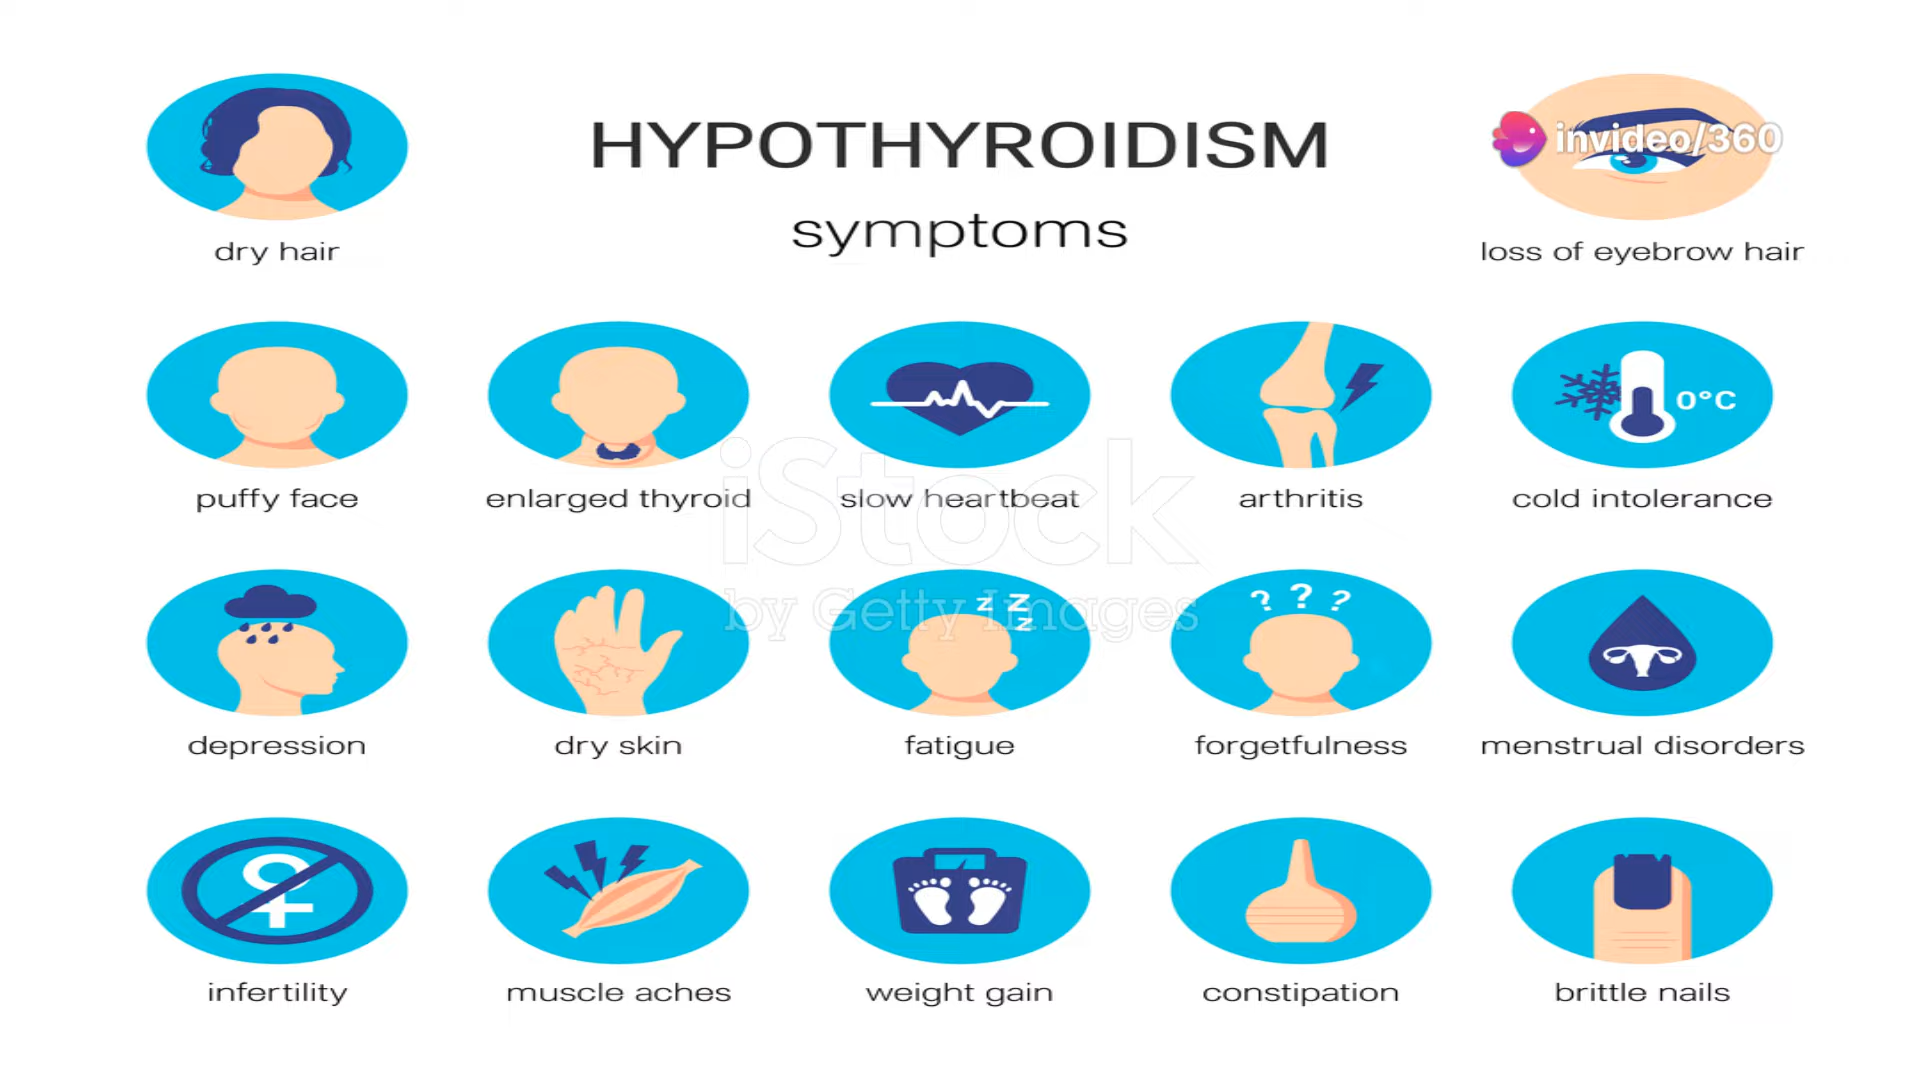 HYPOTHYROIDISM
symptoms
invideo/360
dry hair
loss of eyebrow hair
0°C
puffy face
enlarged thyroid
slow heartbeat
arthritis
cold intolerance
iStock
by Getty Images
z z z
? ? ?
depression
dry skin
fatigue
forgetfulness
menstrual disorders
infertility
muscle aches
weight gain
constipation
brittle nails